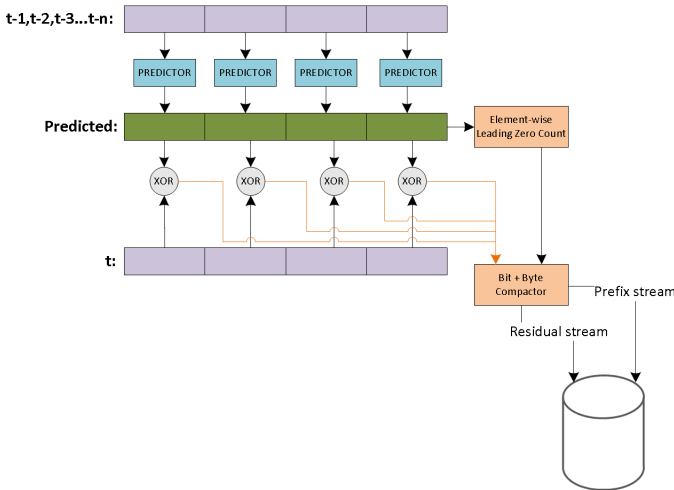 t-1,t-2,t-3...t-n:
PREDICTOR PREDICTOR PREDICTOR PREDICTOR
Predicted:
Element-wise
Leading Zero Count
XOR XOR XOR XOR
t:
Bit + Byte
Compactor
Prefix stream
Residual stream